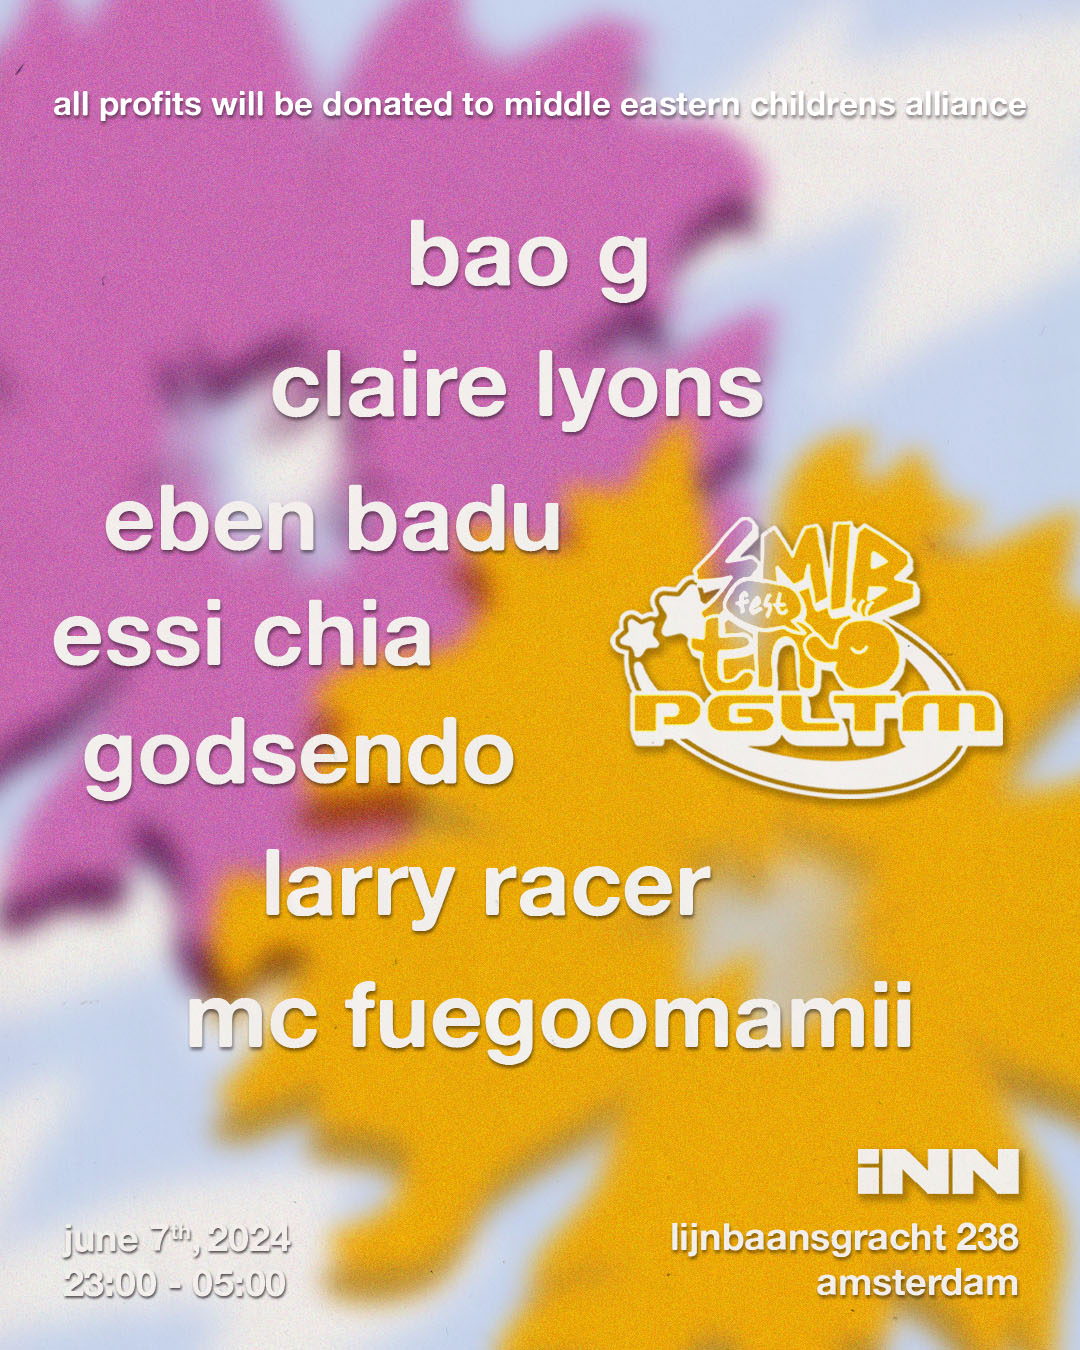 all profits will be donated to middle eastern childrens alliance
bao g
claire lyons
eben badu
essi chia
godsendo
larry racer
mc fuegoomamii
SMIB
fest
tno
PGLTM
iNN
june 7th, 2024
23:00 - 05:00
lijnbaansgracht 238
amsterdam